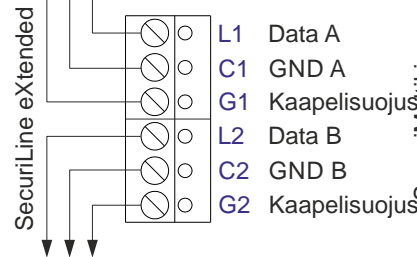 SecuriLine eXtended
L1 Data A
C1 GND A
G1 Kaapelisuojus
L2 Data B
C2 GND B
G2 Kaapelisuojus